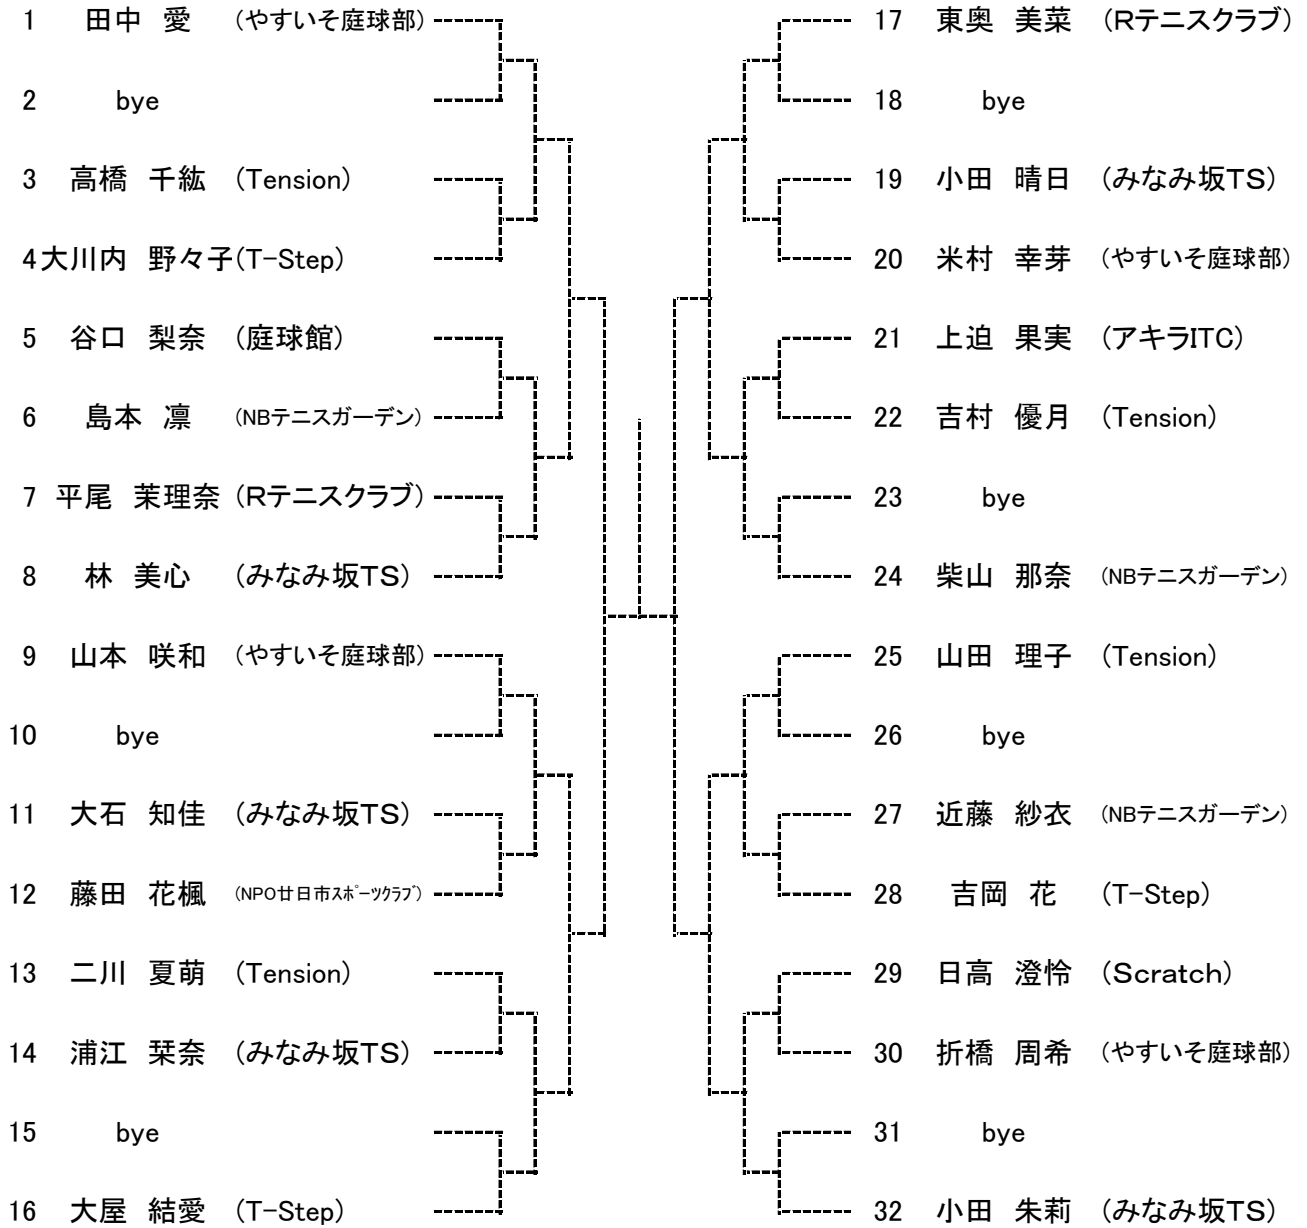 1 田中 愛 (やすいそ庭球部)
2 bye
3 高橋 千紘 (Tension)
4 大川内 野々子 (T-Step)
5 谷口 梨奈 (庭球館)
6 島本 凛 (NBテニスガーデン)
7 平尾 茉理奈 (Rテニスクラブ)
8 林 美心 (みなみ坂TS)
9 山本 咲和 (やすいそ庭球部)
10 bye
11 大石 知佳 (みなみ坂TS)
12 藤田 花楓 (NPO廿日市ｽﾎﾟｰﾂｸﾗﾌﾞ)
13 二川 夏萌 (Tension)
14 浦江 栞奈 (みなみ坂TS)
15 bye
16 大屋 結愛 (T-Step)
17 東奥 美菜 (Rテニスクラブ)
18 bye
19 小田 晴日 (みなみ坂TS)
20 米村 幸芽 (やすいそ庭球部)
21 上迫 果実 (アキラITC)
22 吉村 優月 (Tension)
23 bye
24 柴山 那奈 (NBテニスガーデン)
25 山田 理子 (Tension)
26 bye
27 近藤 紗衣 (NBテニスガーデン)
28 吉岡 花 (T-Step)
29 日高 澄怜 (Scratch)
30 折橋 周希 (やすいそ庭球部)
31 bye
32 小田 朱莉 (みなみ坂TS)